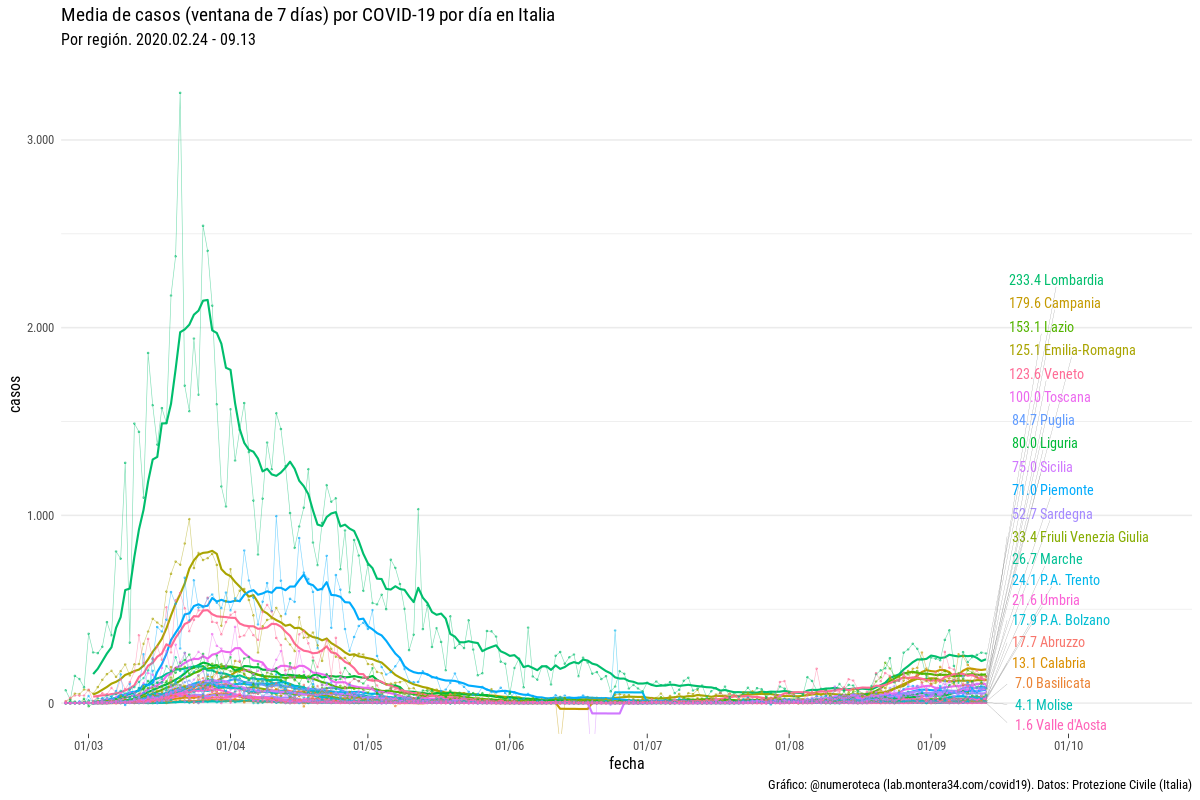 Media de casos (ventana de 7 días) por COVID-19 por día en Italia
Por región. 2020.02.24 - 09.13
casos
3.000
2.000
1.000
0
233.4 Lombardia
179.6 Campania
153.1 Lazio
125.1 Emilia-Romagna
123.6 Veneto
100.0 Toscana
84.7 Puglia
80.0 Liguria
75.0 Sicilia
71.0 Piemonte
52.7 Sardegna
33.4 Friuli Venezia Giulia
26.7 Marche
24.1 P.A. Trento
21.6 Umbria
17.9 P.A. Bolzano
17.7 Abruzzo
13.1 Calabria
7.0 Basilicata
4.1 Molise
1.6 Valle d'Aosta
01/03 01/04 01/05 01/06 01/07 01/08 01/09 01/10
fecha
Gráfico: @numeroteca (lab.montera34.com/covid19). Datos: Protezione Civile (Italia)